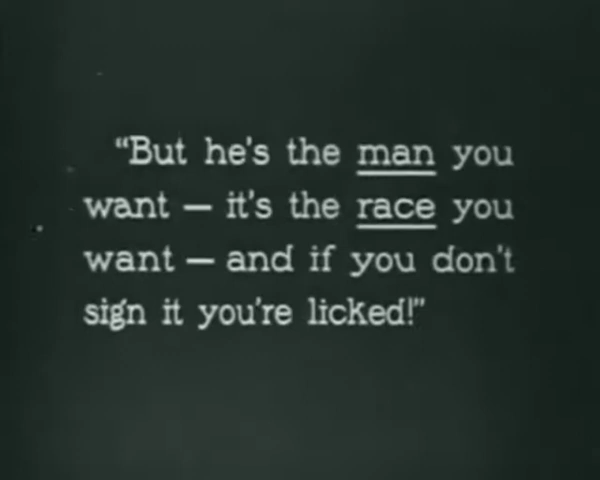 “But he's the man you
want — it's the race you
want — and if you don't
sign it you're licked!”